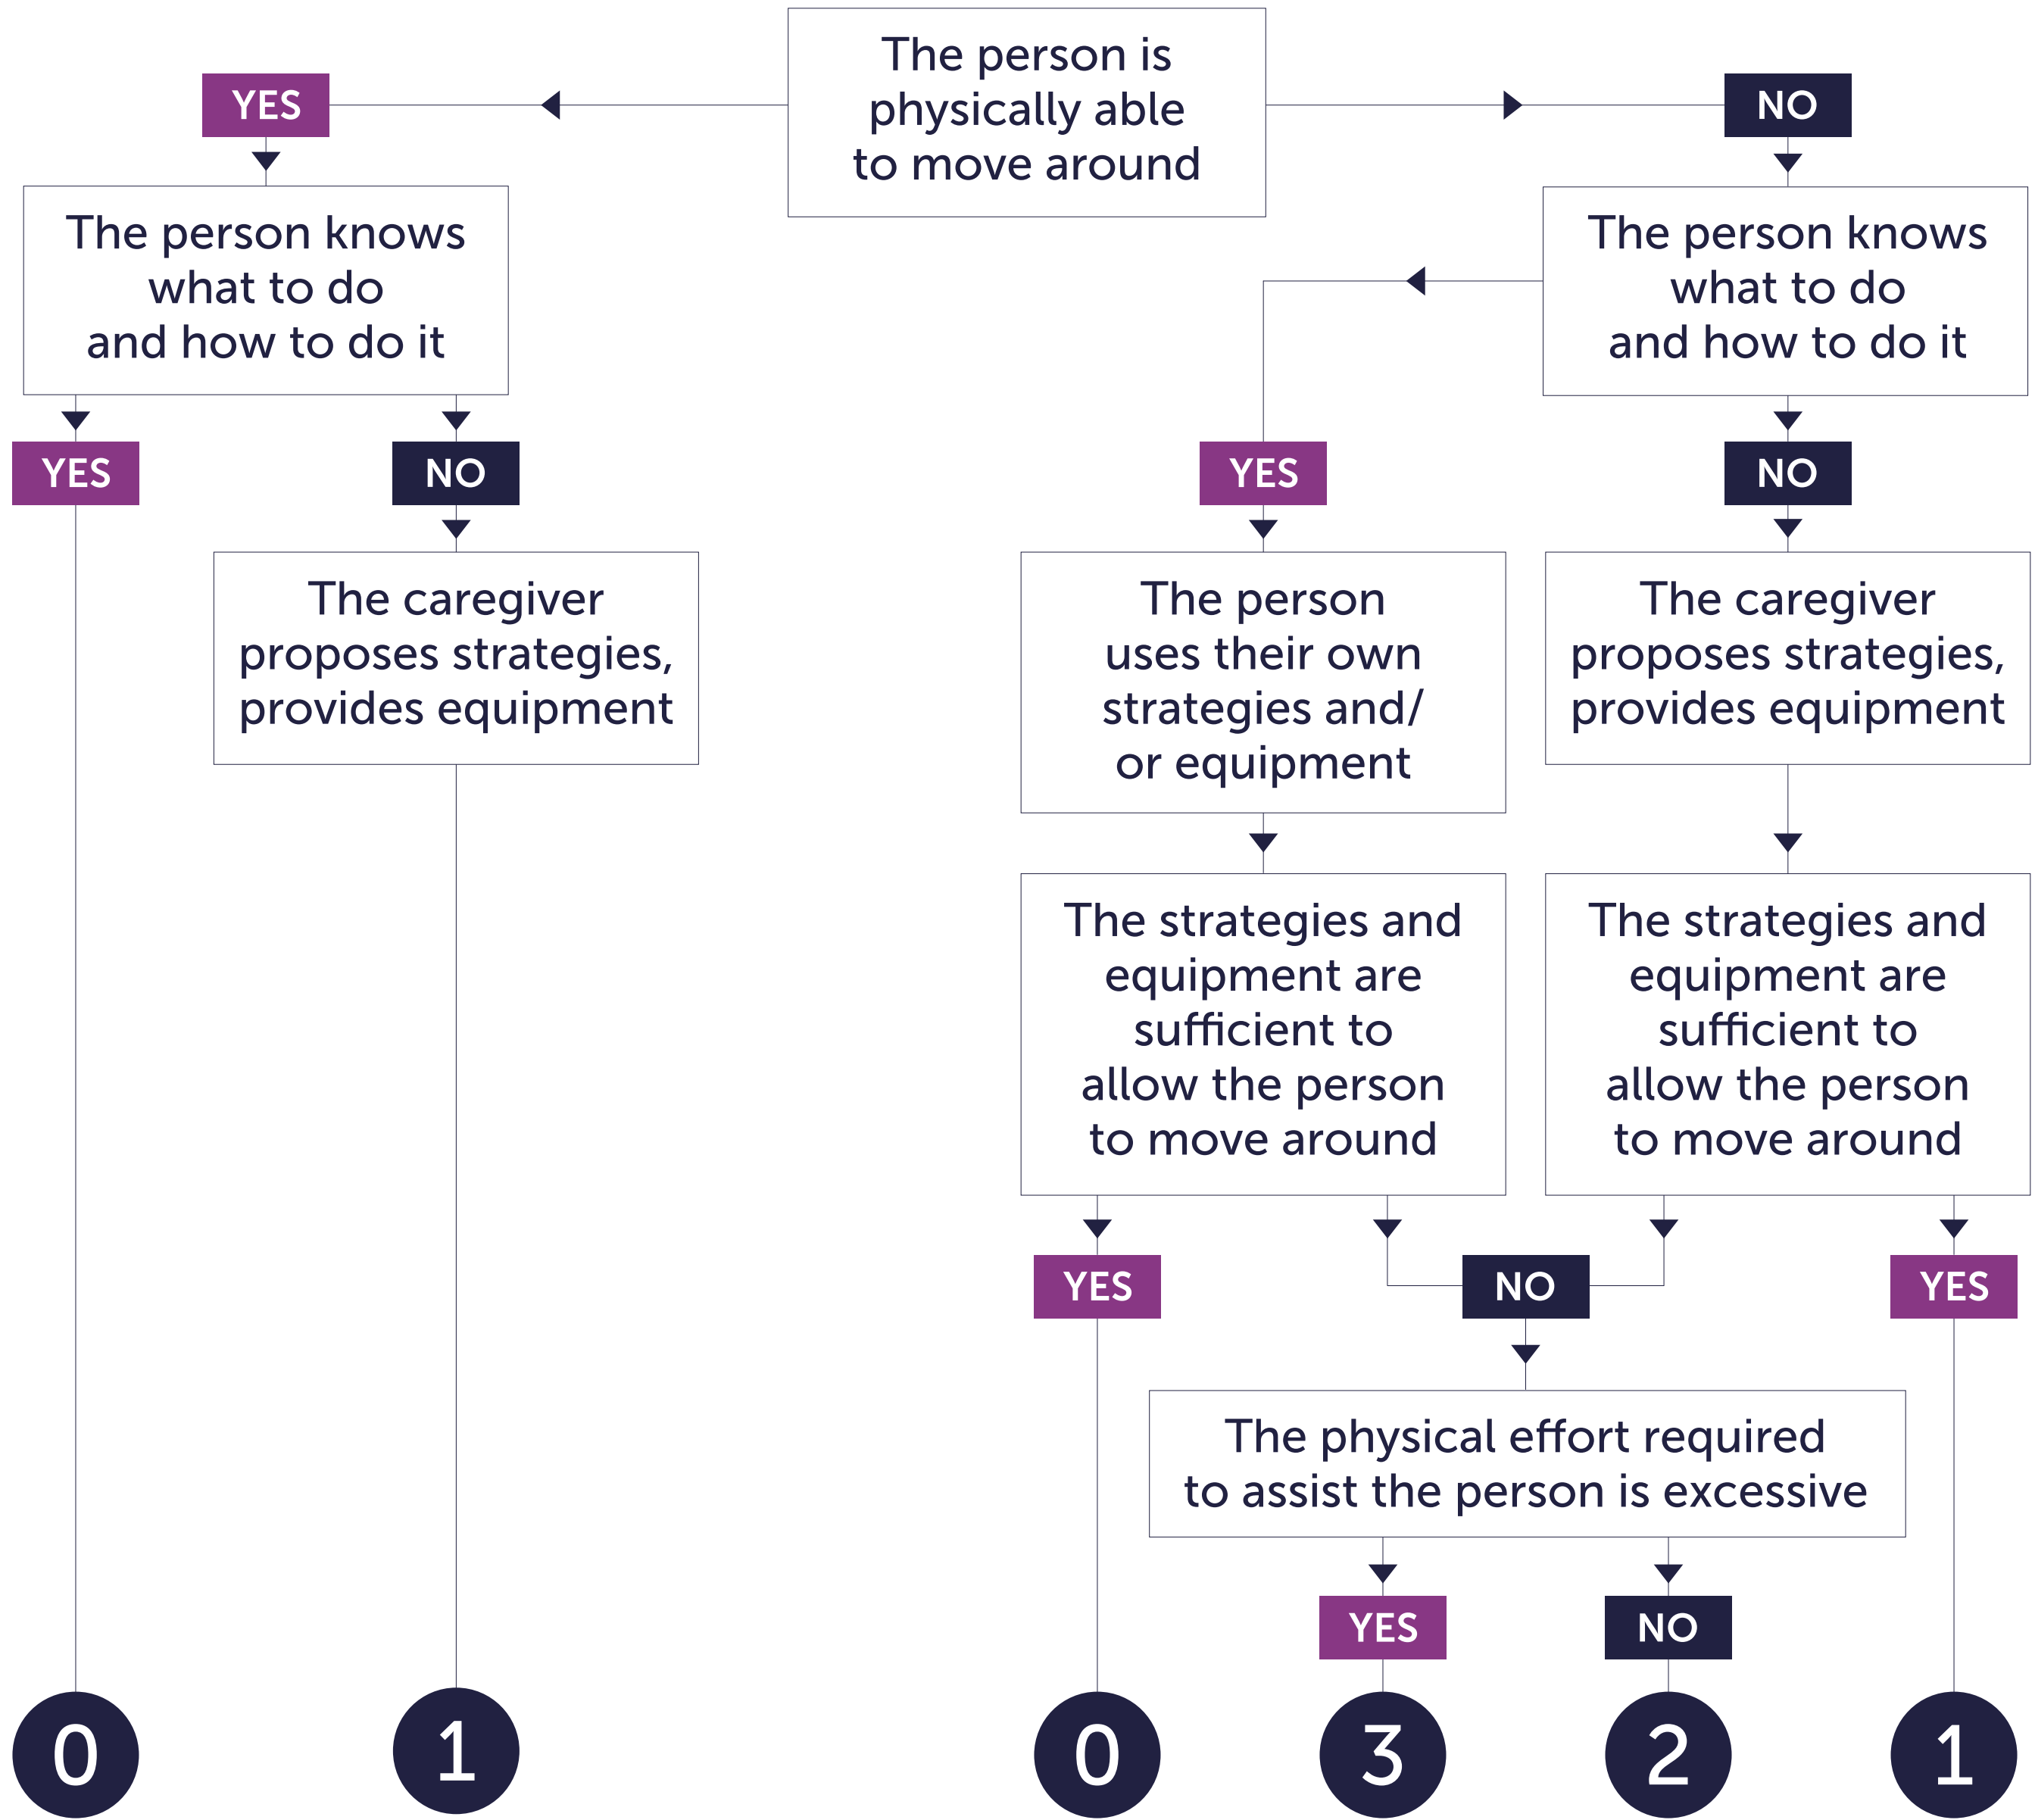 The person is
physically able
to move around
YES
NO
The person knows
what to do
and how to do it
The person knows
what to do
and how to do it
YES
NO
YES
NO
The caregiver
proposes strategies,
provides equipment
The person
uses their own
strategies and/
or equipment
The caregiver
proposes strategies,
provides equipment
The strategies and
equipment are
sufficient to
allow the person
to move around
The strategies and
equipment are
sufficient to
allow the person
to move around
YES
NO
YES
The physical effort required
to assist the person is excessive
YES
NO
0
1
0
3
2
1